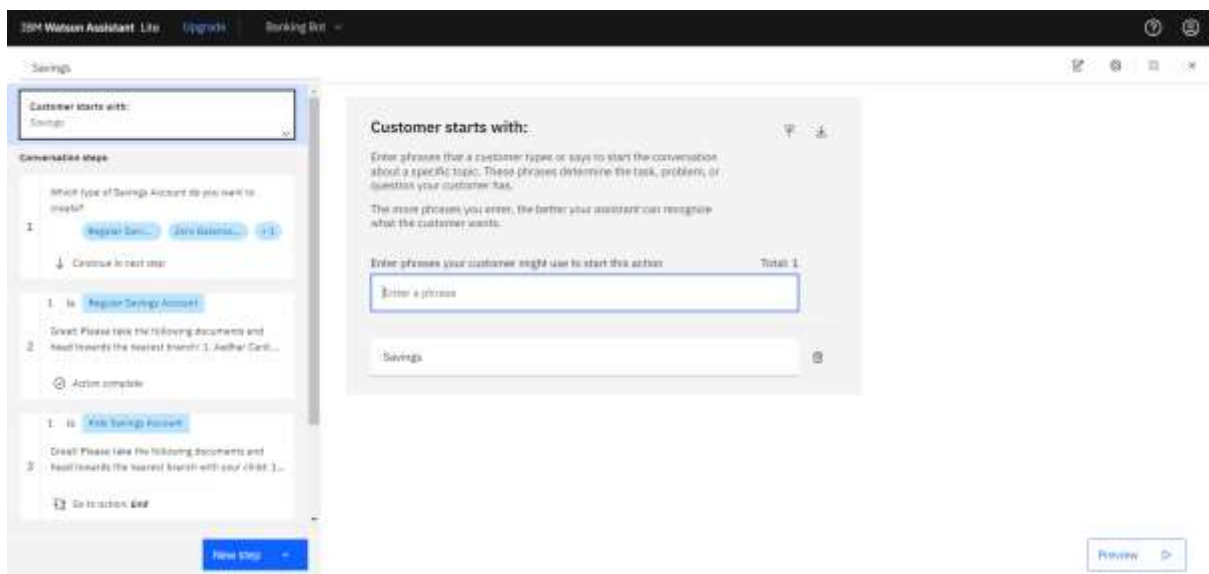 IBM Watson Assistant Lite Upgrade Banking Bot
Savings
Customer starts with:
Savings
Conversation steps
Which type of Savings Account do you want to
create?
1
Regular Savi... Zero Balance... +1
Continue to next step
1 is Regular Savings Account
Great! Please take the following documents and
2 head towards the nearest branch! 1. Aadhar Card...
Action complete
1 is Kids Savings Account
Great! Please take the following documents and
3 head towards the nearest branch with your child: 1...
Go to action: End
New step
Customer starts with:
Enter phrases that a customer types or says to start the conversation
about a specific topic. These phrases determine the task, problem, or
question your customer has.
The more phrases you enter, the better your assistant can recognize
what the customer wants.
Enter phrases your customer might use to start this action Total: 1
Enter a phrase
Savings
Preview